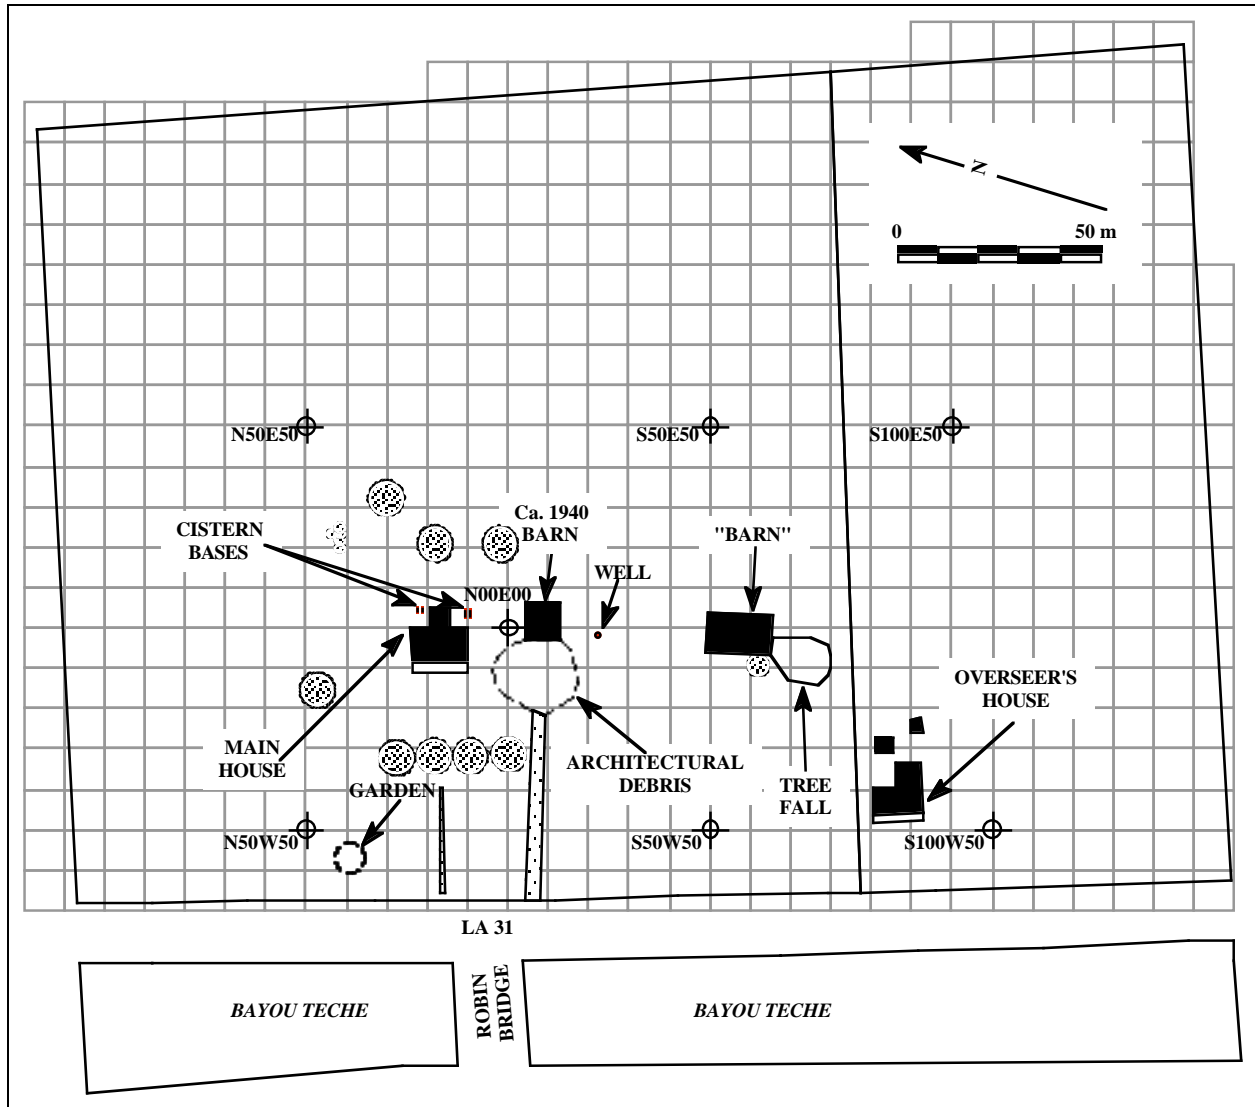 N
0
50 m
N50E50
S50E50
S100E50
CISTERN
BASES
Ca. 1940
BARN
"BARN"
WELL
N00E00
OVERSEER'S
HOUSE
MAIN
HOUSE
GARDEN
ARCHITECTURAL
DEBRIS
TREE
FALL
N50W50
S50W50
S100W50
LA 31
BAYOU TECHE
ROBIN
BRIDGE
BAYOU TECHE